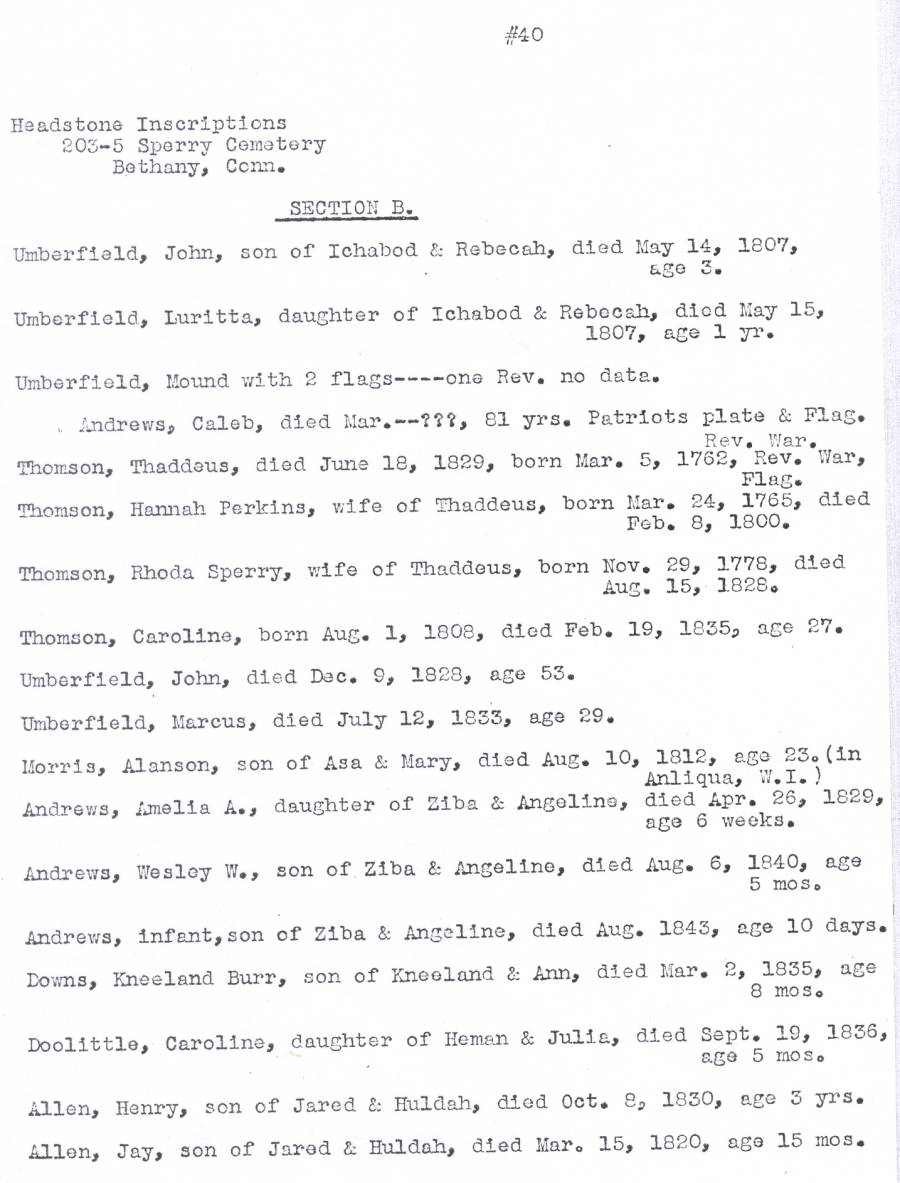 #40
Headstone Inscriptions
203-5 Sperry Cemetery
Bethany, Conn.
SECTION B.
Umberfield, John, son of Ichabod & Rebecah, died May 14, 1807,
age 3.
Umberfield, Luritta, daughter of Ichabod & Rebecah, died May 15,
1807, age 1 yr.
Umberfield, Mound with 2 flags----one Rev. no data.
Andrews, Caleb, died Mar.--???, 81 yrs. Patriots plate & Flag.
Rev. War.
Thomson, Thaddeus, died June 18, 1829, born Mar. 5, 1762, Rev. War,
Flag.
Thomson, Hannah Perkins, wife of Thaddeus, born Mar. 24, 1765, died
Feb. 8, 1800.
Thomson, Rhoda Sperry, wife of Thaddeus, born Nov. 29, 1778, died
Aug. 15, 1828.
Thomson, Caroline, born Aug. 1, 1808, died Feb. 19, 1835, age 27.
Umberfield, John, died Dec. 9, 1828, age 53.
Umberfield, Marcus, died July 12, 1833, age 29.
Morris, Alanson, son of Asa & Mary, died Aug. 10, 1812, age 23.(in
Anliqua, W.I.)
Andrews, Amelia A., daughter of Ziba & Angeline, died Apr. 26, 1829,
age 6 weeks.
Andrews, Wesley W., son of Ziba & Angeline, died Aug. 6, 1840, age
5 mos.
Andrews, infant,son of Ziba & Angeline, died Aug. 1843, age 10 days.
Downs, Kneeland Burr, son of Kneeland & Ann, died Mar. 2, 1835, age
8 mos.
Doolittle, Caroline, daughter of Heman & Julia, died Sept. 19, 1836,
age 5 mos.
Allen, Henry, son of Jared & Huldah, died Oct. 8, 1830, age 3 yrs.
Allen, Jay, son of Jared & Huldah, died Mar. 15, 1820, age 15 mos.